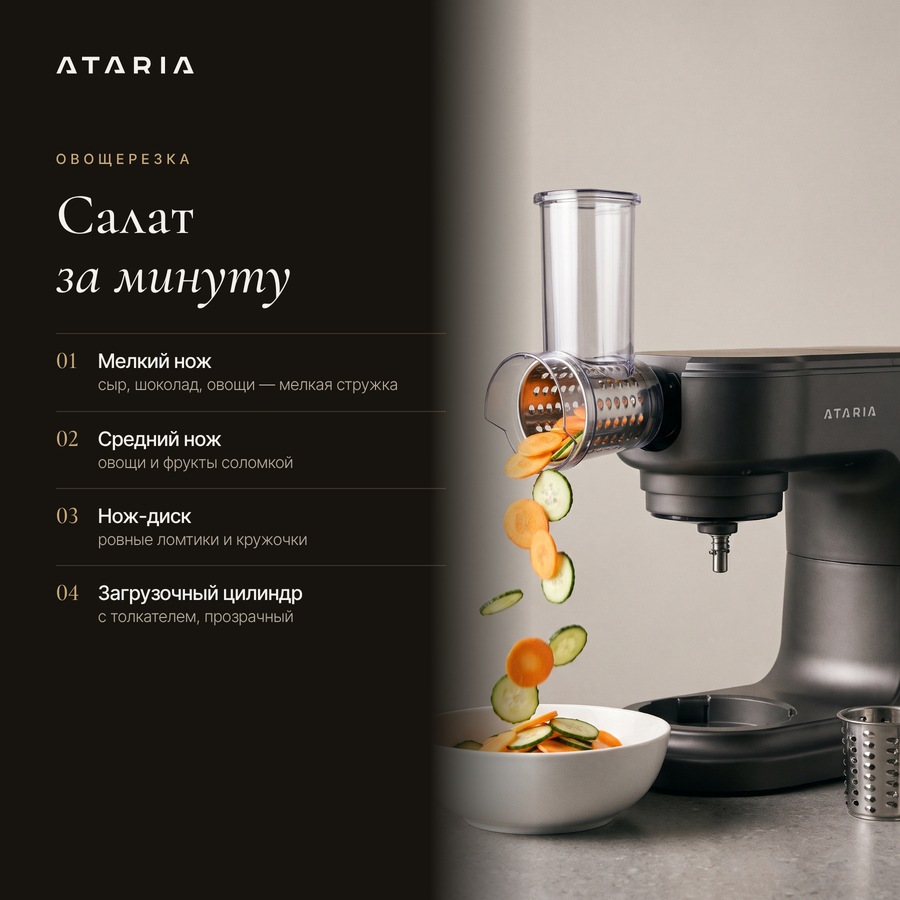 ATARIA
ОВОЩЕРЕЗКА
Салат
за минуту
01 Мелкий нож
сыр, шоколад, овощи — мелкая стружка
02 Средний нож
овощи и фрукты соломкой
03 Нож-диск
ровные ломтики и кружочки
04 Загрузочный цилиндр
с толкателем, прозрачный
ATARIA